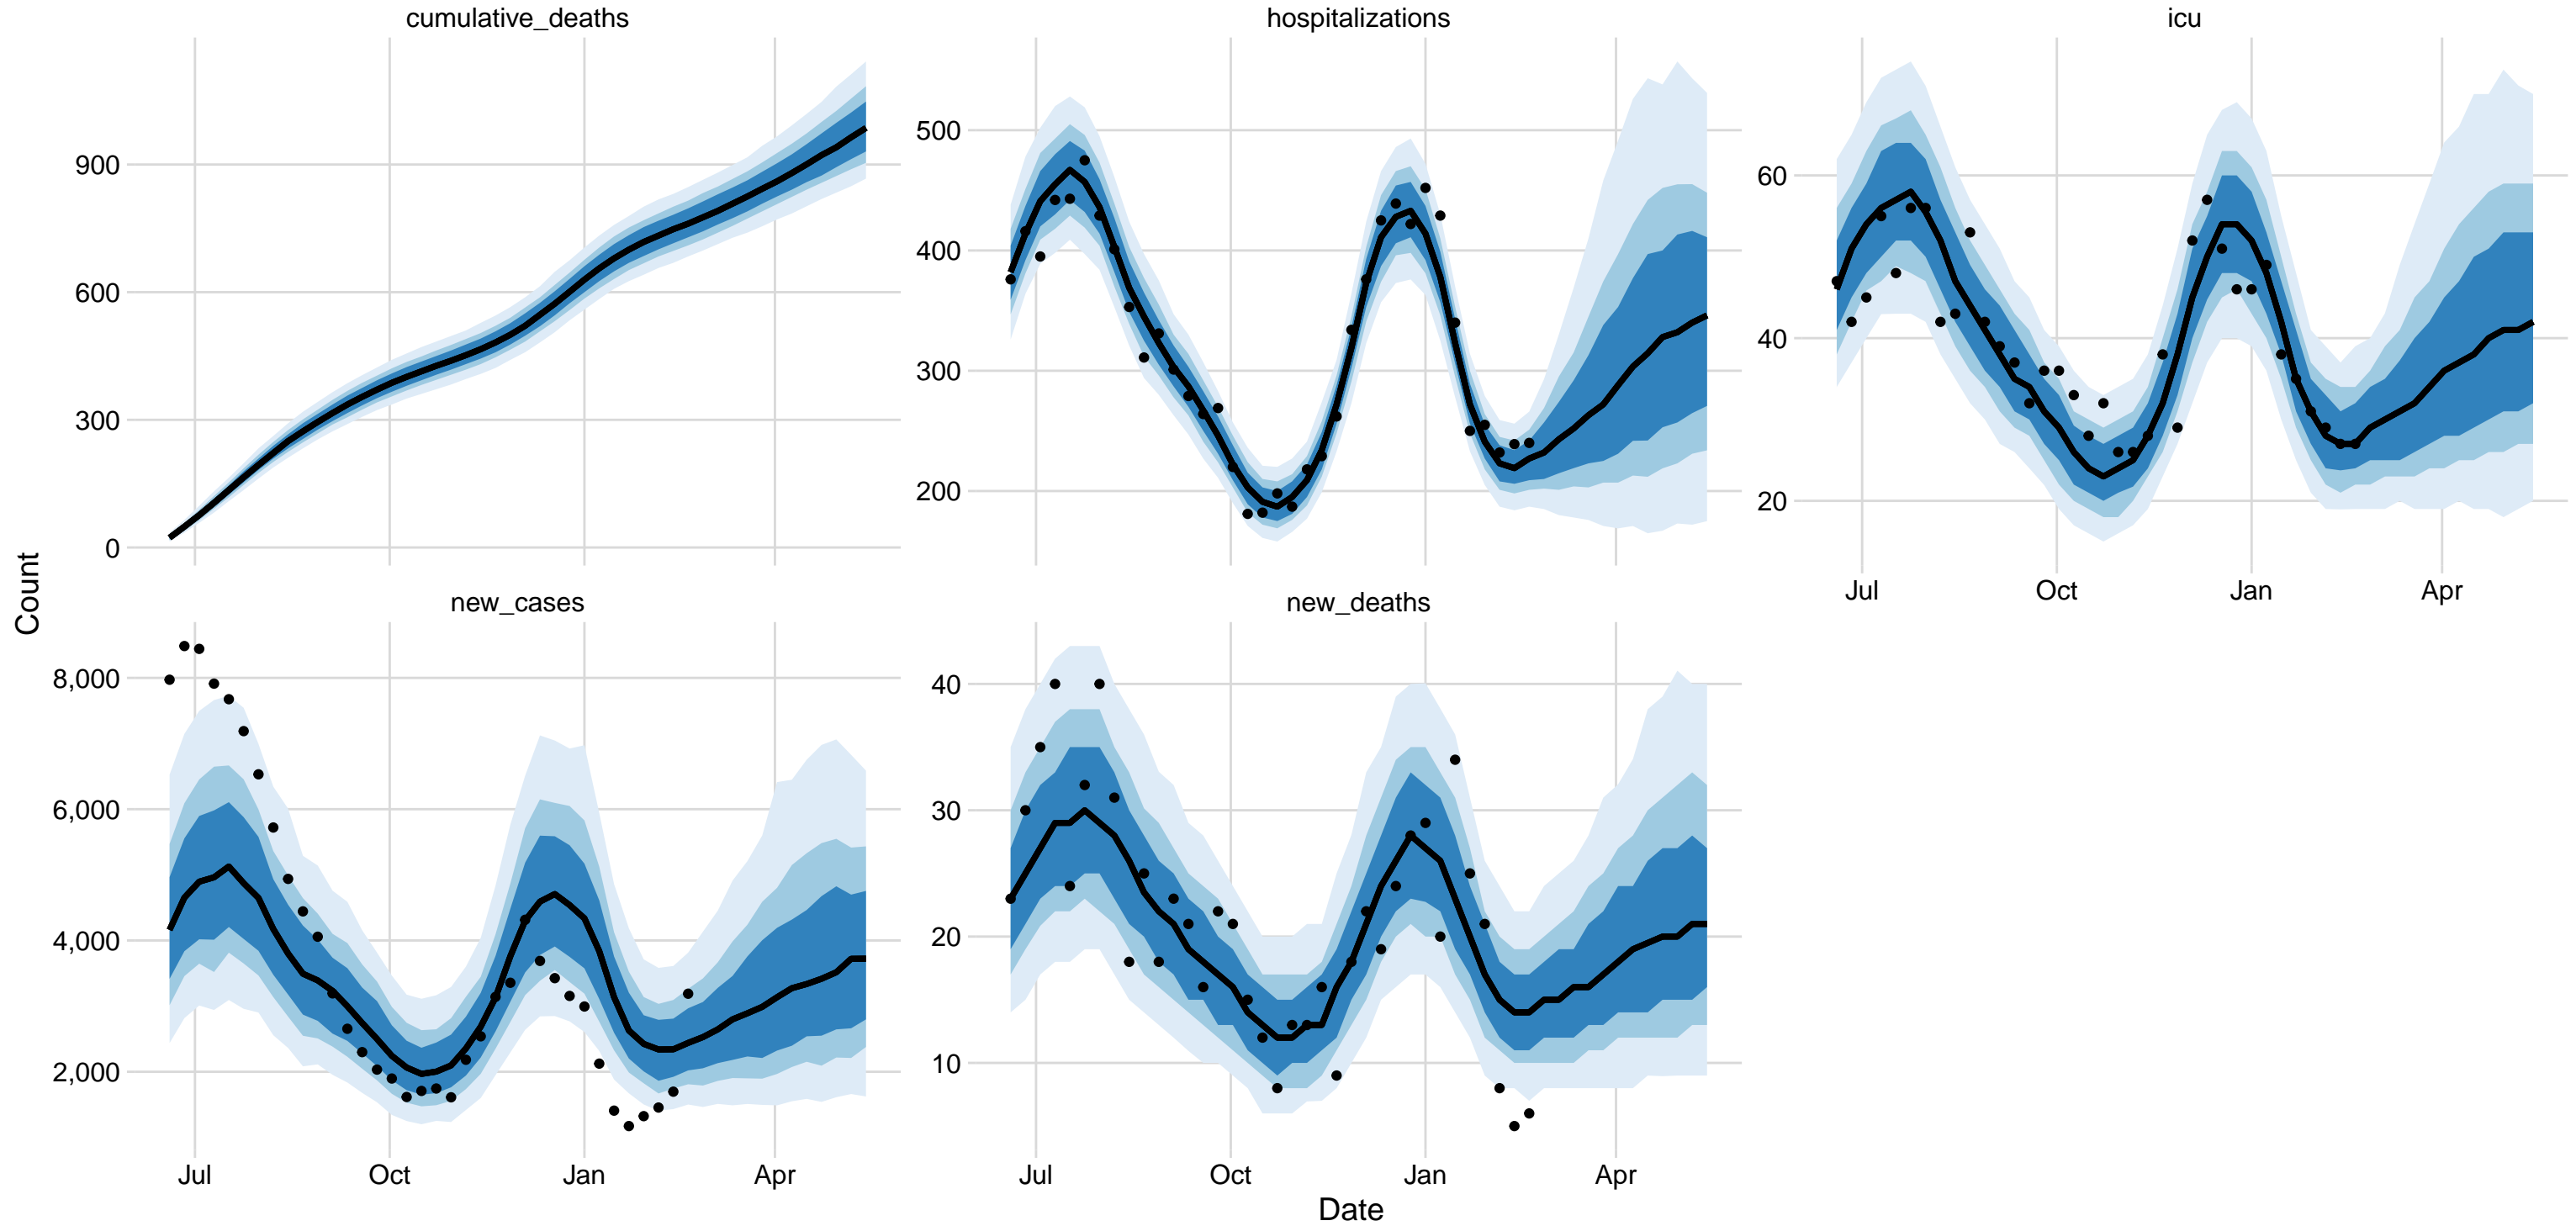 cumulative_deaths
hospitalizations
icu
900
600
300
0
500
400
300
200
60
40
20
Jul Oct Jan Apr
Count
new_cases
new_deaths
8,000
6,000
4,000
2,000
40
30
20
10
Jul Oct Jan Apr
Jul Oct Jan Apr
Date